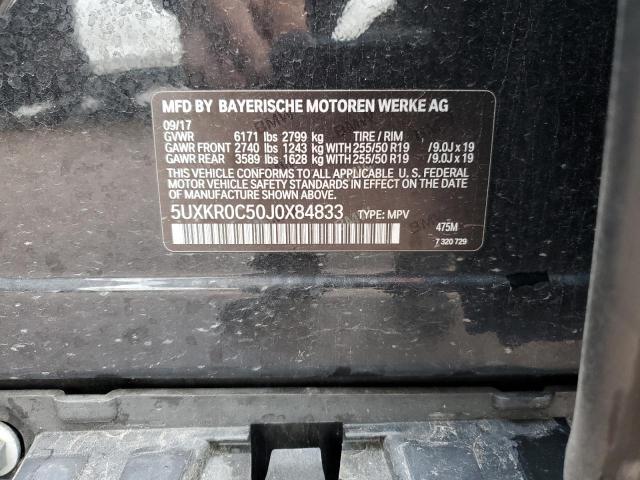 MFD BY BAYERISCHE MOTOREN WERKE AG
09/17
GVWR 6171 lbs 2799 kg TIRE / RIM
GAWR FRONT 2740 lbs 1243 kg WITH 255/50 R19 /9.0J x 19
GAWR REAR 3589 lbs 1628 kg WITH 255/50 R19 /9.0J x 19
THIS VEHICLE CONFORMS TO ALL APPLICABLE U.S. FEDERAL
MOTOR VEHICLE SAFETY STANDARDS IN EFFECT ON THE DATE
OF MANUFACTURE SHOWN ABOVE.
5UXKR0C50J0X84833 TYPE: MPV
475M
7 320 729